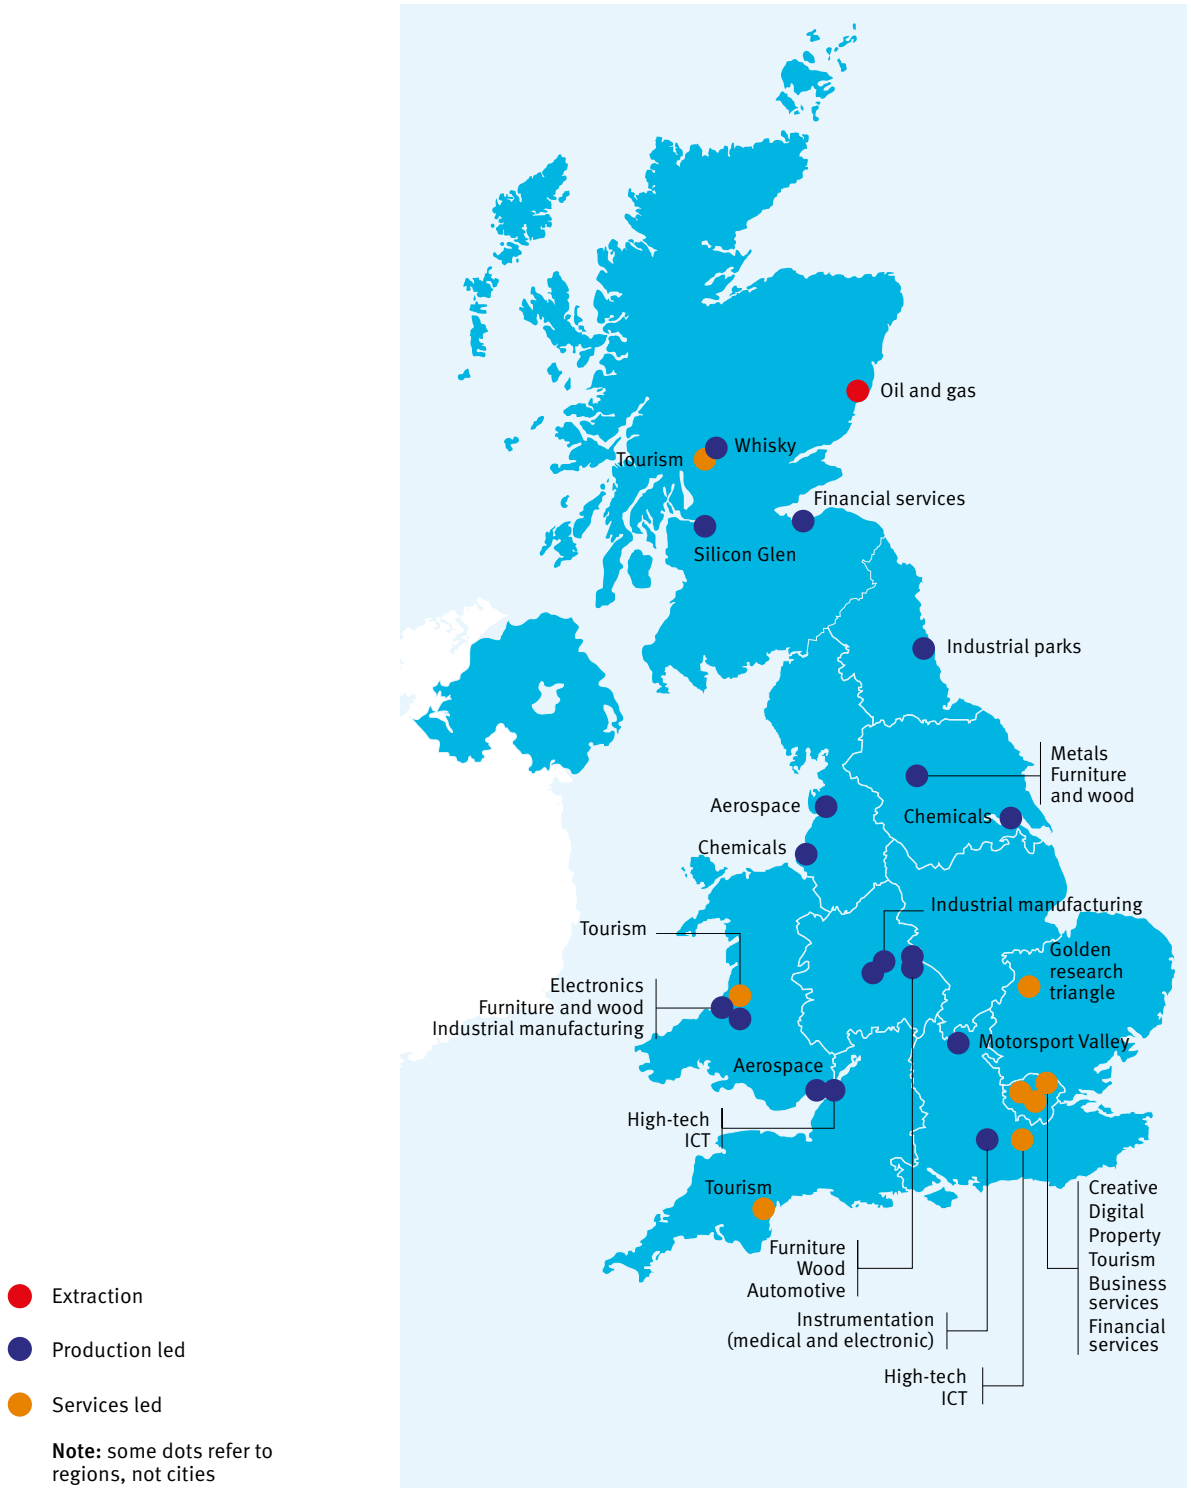 Oil and gas
Whisky
Tourism
Financial services
Silicon Glen
Industrial parks
Metals
Furniture
and wood
Aerospace
Chemicals
Chemicals
Industrial manufacturing
Tourism
Golden
research
triangle
Electronics
Furniture and wood
Industrial manufacturing
Motorsport Valley
Aerospace
High-tech
ICT
Tourism
Creative
Digital
Property
Tourism
Business
services
Financial
services
Furniture
Wood
Automotive
Instrumentation
(medical and electronic)
High-tech
ICT
Extraction
Production led
Services led
Note: some dots refer to
regions, not cities